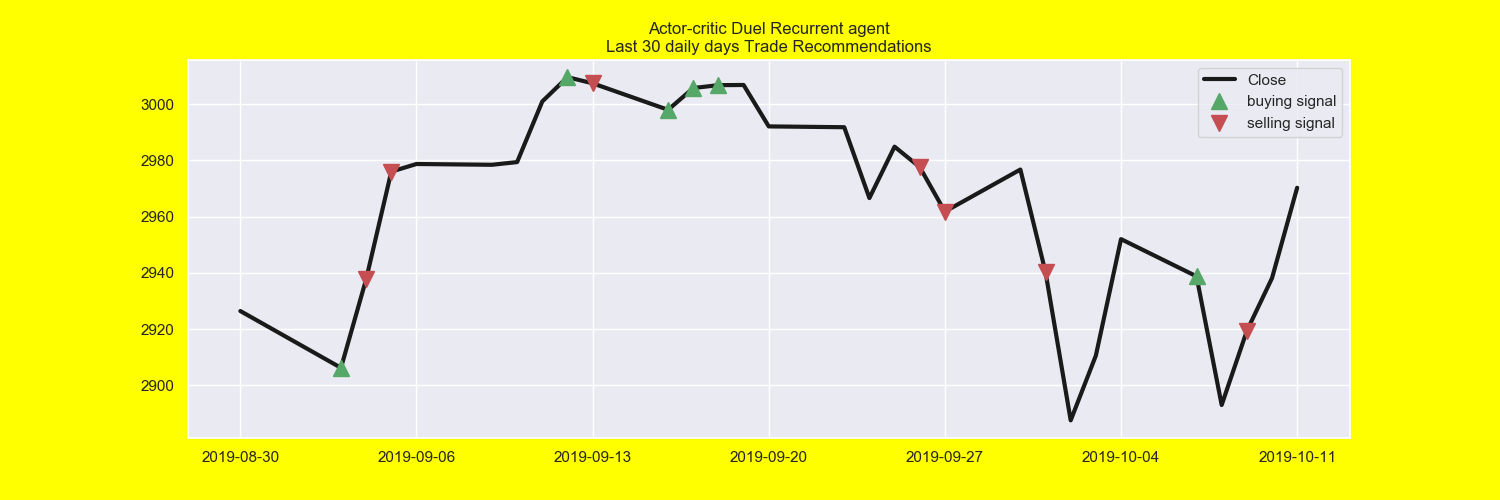 Actor-critic Duel Recurrent agent
Last 30 daily days Trade Recommendations
Close
buying signal
selling signal
3000
2980
2960
2940
2920
2900
2019-08-30 2019-09-06 2019-09-13 2019-09-20 2019-09-27 2019-10-04 2019-10-11